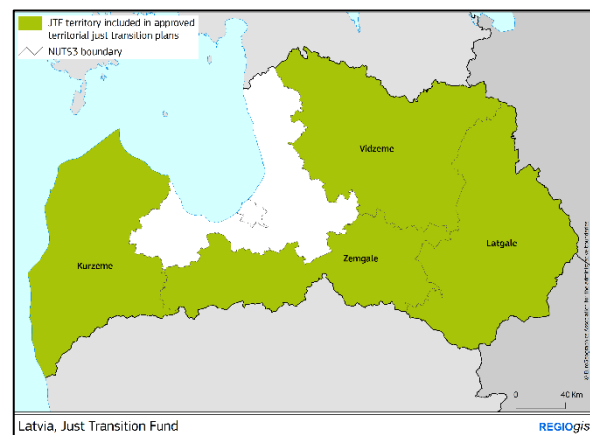 JTF territory included in approved
territorial just transition plans
NUTS3 boundary
Vidzeme
Latgale
Zemgale
Kurzeme
0 40 Km
Latvia, Just Transition Fund
REGIOgis